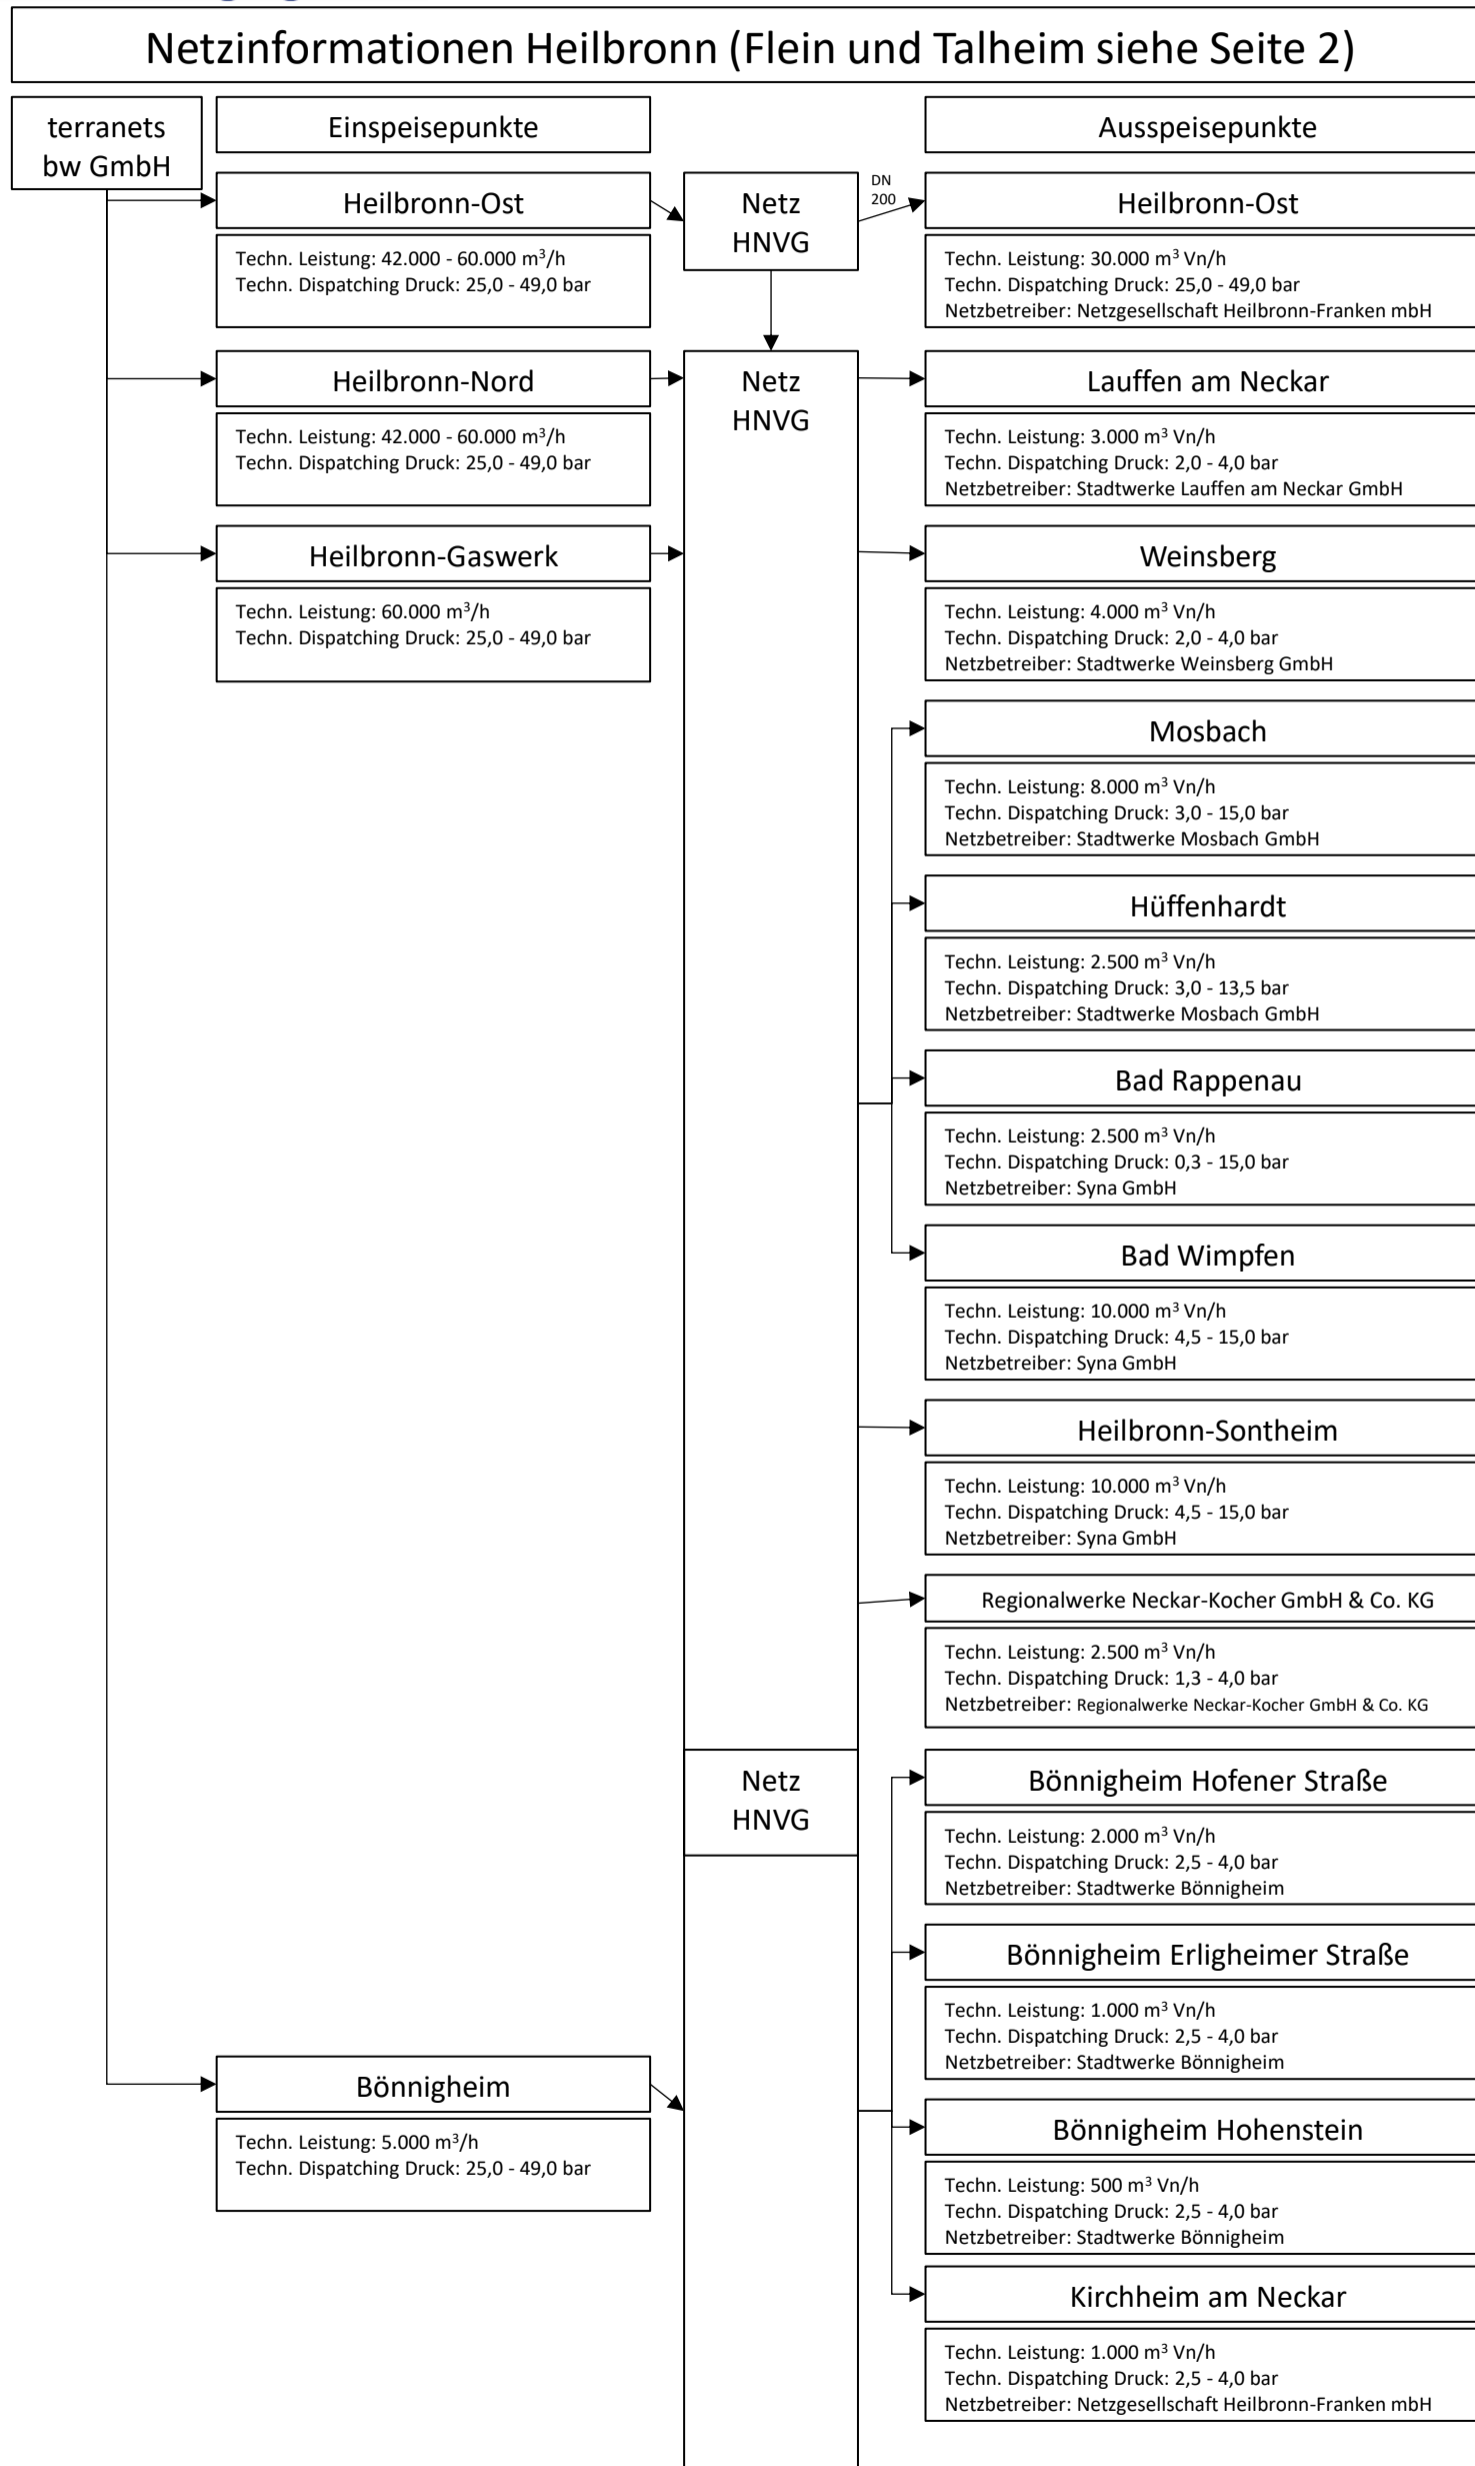 Netzinformationen Heilbronn (Flein und Talheim siehe Seite 2)
terranets
bw GmbH
Einspeisepunkte
Ausspeisepunkte
Heilbronn-Ost
Techn. Leistung: 42.000 - 60.000 m³/h
Techn. Dispatching Druck: 25,0 - 49,0 bar
Netz
HNVG
DN
200
Heilbronn-Ost
Techn. Leistung: 30.000 m³ Vn/h
Techn. Dispatching Druck: 25,0 - 49,0 bar
Netzbetreiber: Netzgesellschaft Heilbronn-Franken mbH
Heilbronn-Nord
Techn. Leistung: 42.000 - 60.000 m³/h
Techn. Dispatching Druck: 25,0 - 49,0 bar
Netz
HNVG
Lauffen am Neckar
Techn. Leistung: 3.000 m³ Vn/h
Techn. Dispatching Druck: 2,0 - 4,0 bar
Netzbetreiber: Stadtwerke Lauffen am Neckar GmbH
Heilbronn-Gaswerk
Techn. Leistung: 60.000 m³/h
Techn. Dispatching Druck: 25,0 - 49,0 bar
Weinsberg
Techn. Leistung: 4.000 m³ Vn/h
Techn. Dispatching Druck: 2,0 - 4,0 bar
Netzbetreiber: Stadtwerke Weinsberg GmbH
Mosbach
Techn. Leistung: 8.000 m³ Vn/h
Techn. Dispatching Druck: 3,0 - 15,0 bar
Netzbetreiber: Stadtwerke Mosbach GmbH
Hüffenhardt
Techn. Leistung: 2.500 m³ Vn/h
Techn. Dispatching Druck: 3,0 - 13,5 bar
Netzbetreiber: Stadtwerke Mosbach GmbH
Bad Rappenau
Techn. Leistung: 2.500 m³ Vn/h
Techn. Dispatching Druck: 0,3 - 15,0 bar
Netzbetreiber: Syna GmbH
Bad Wimpfen
Techn. Leistung: 10.000 m³ Vn/h
Techn. Dispatching Druck: 4,5 - 15,0 bar
Netzbetreiber: Syna GmbH
Heilbronn-Sontheim
Techn. Leistung: 10.000 m³ Vn/h
Techn. Dispatching Druck: 4,5 - 15,0 bar
Netzbetreiber: Syna GmbH
Regionalwerke Neckar-Kocher GmbH & Co. KG
Techn. Leistung: 2.500 m³ Vn/h
Techn. Dispatching Druck: 1,3 - 4,0 bar
Netzbetreiber: Regionalwerke Neckar-Kocher GmbH & Co. KG
Netz
HNVG
Bönnigheim Hofener Straße
Techn. Leistung: 2.000 m³ Vn/h
Techn. Dispatching Druck: 2,5 - 4,0 bar
Netzbetreiber: Stadtwerke Bönnigheim
Bönnigheim Erligheimer Straße
Techn. Leistung: 1.000 m³ Vn/h
Techn. Dispatching Druck: 2,5 - 4,0 bar
Netzbetreiber: Stadtwerke Bönnigheim
Bönnigheim
Techn. Leistung: 5.000 m³/h
Techn. Dispatching Druck: 25,0 - 49,0 bar
Bönnigheim Hohenstein
Techn. Leistung: 500 m³ Vn/h
Techn. Dispatching Druck: 2,5 - 4,0 bar
Netzbetreiber: Stadtwerke Bönnigheim
Kirchheim am Neckar
Techn. Leistung: 1.000 m³ Vn/h
Techn. Dispatching Druck: 2,5 - 4,0 bar
Netzbetreiber: Netzgesellschaft Heilbronn-Franken mbH